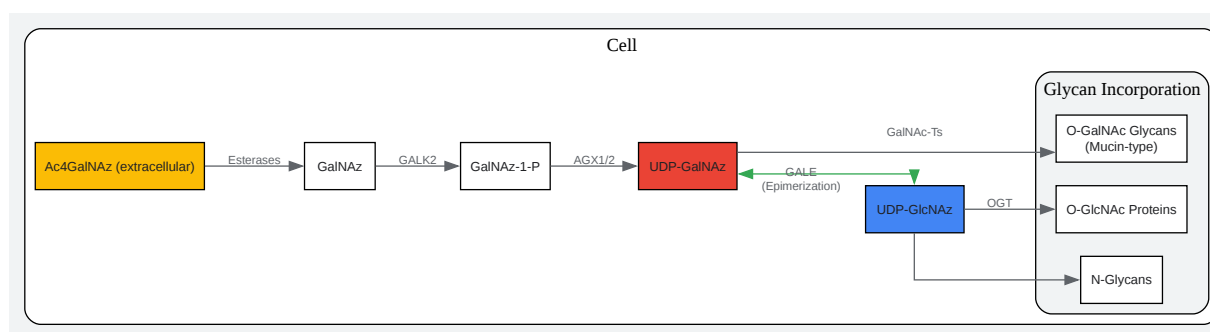 Cell
Glycan Incorporation
GalNAc-Ts
O-GalNAc Glycans
(Mucin-type)
Ac4GalNAz (extracellular)
Esterases
GalNAz
GALK2
GalNAz-1-P
AGX1/2
UDP-GalNAz
GALE
(Epimerization)
UDP-GlcNAz
OGT
O-GlcNAc Proteins
N-Glycans